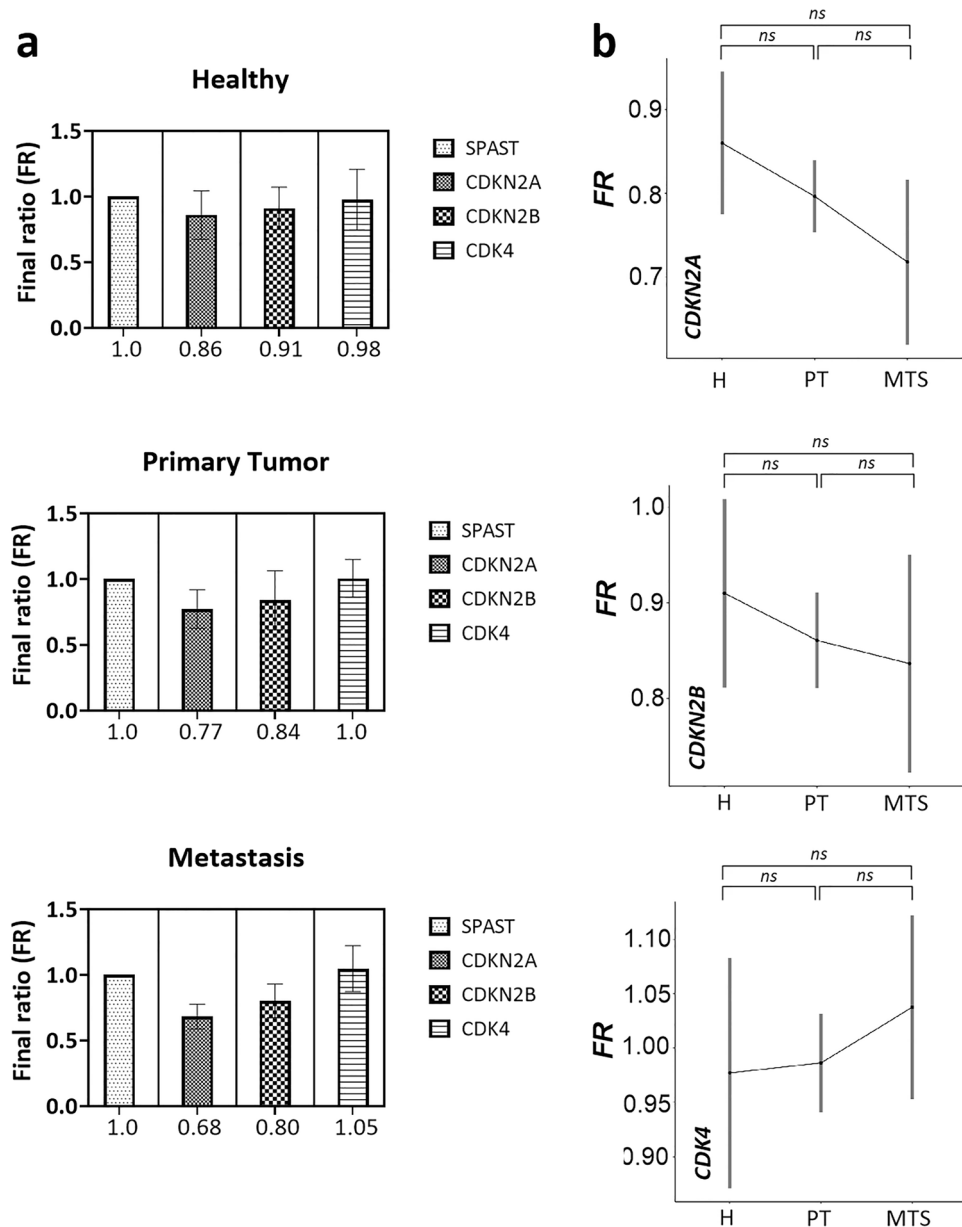 a
Healthy
Final ratio (FR)
1.5
1.0
0.5
0.0
1.0 0.86 0.91 0.98
SPAST
CDKN2A
CDKN2B
CDK4
Primary Tumor
Final ratio (FR)
1.5
1.0
0.5
0.0
1.0 0.77 0.84 1.0
SPAST
CDKN2A
CDKN2B
CDK4
Metastasis
Final ratio (FR)
1.5
1.0
0.5
0.0
1.0 0.68 0.80 1.05
SPAST
CDKN2A
CDKN2B
CDK4
b
ns
ns ns
FR
0.9
0.8
0.7
CDKN2A
H PT MTS
ns
ns ns
FR
1.0
0.9
0.8
CDKN2B
H PT MTS
ns
ns ns
FR
1.10
1.05
1.00
0.95
0.90
CDK4
H PT MTS